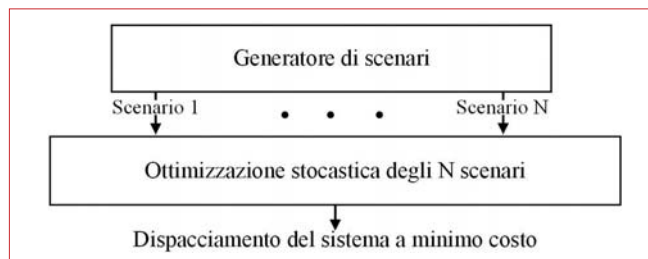 Generatore di scenari
Scenario 1
Scenario N
Ottimizzazione stocastica degli N scenari
Dispacciamento del sistema a minimo costo